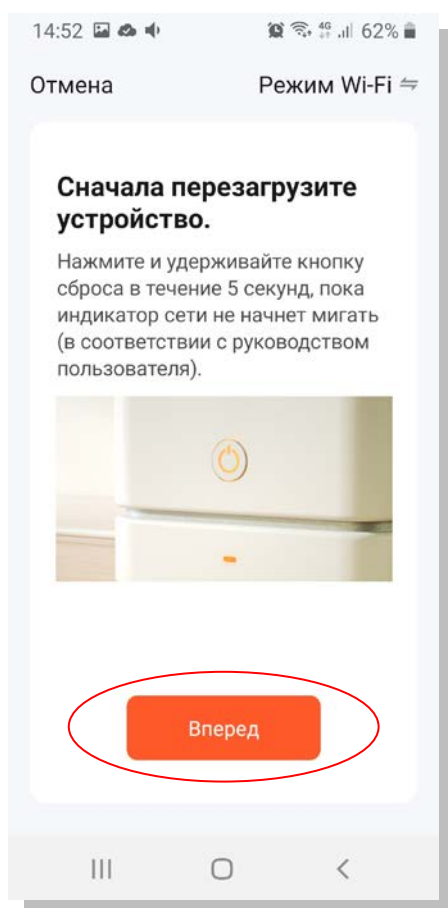 14:52 4G 62%
Отмена Режим Wi-Fi
Сначала перезагрузите
устройство.
Нажмите и удерживайте кнопку
сброса в течение 5 секунд, пока
индикатор сети не начнет мигать
(в соответствии с руководством
пользователя).
Вперед